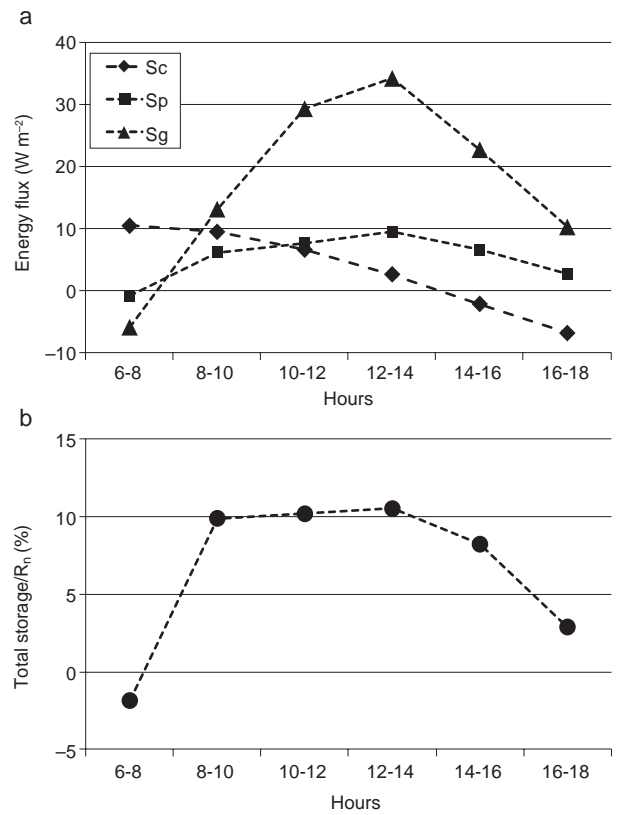 a
40
30
20
10
0
–10
Energy flux (W m⁻²)
Sc
Sp
Sg
6-8 8-10 10-12 12-14 14-16 16-18
Hours
b
15
10
5
0
–5
Total storage/Rₙ (%)
6-8 8-10 10-12 12-14 14-16 16-18
Hours